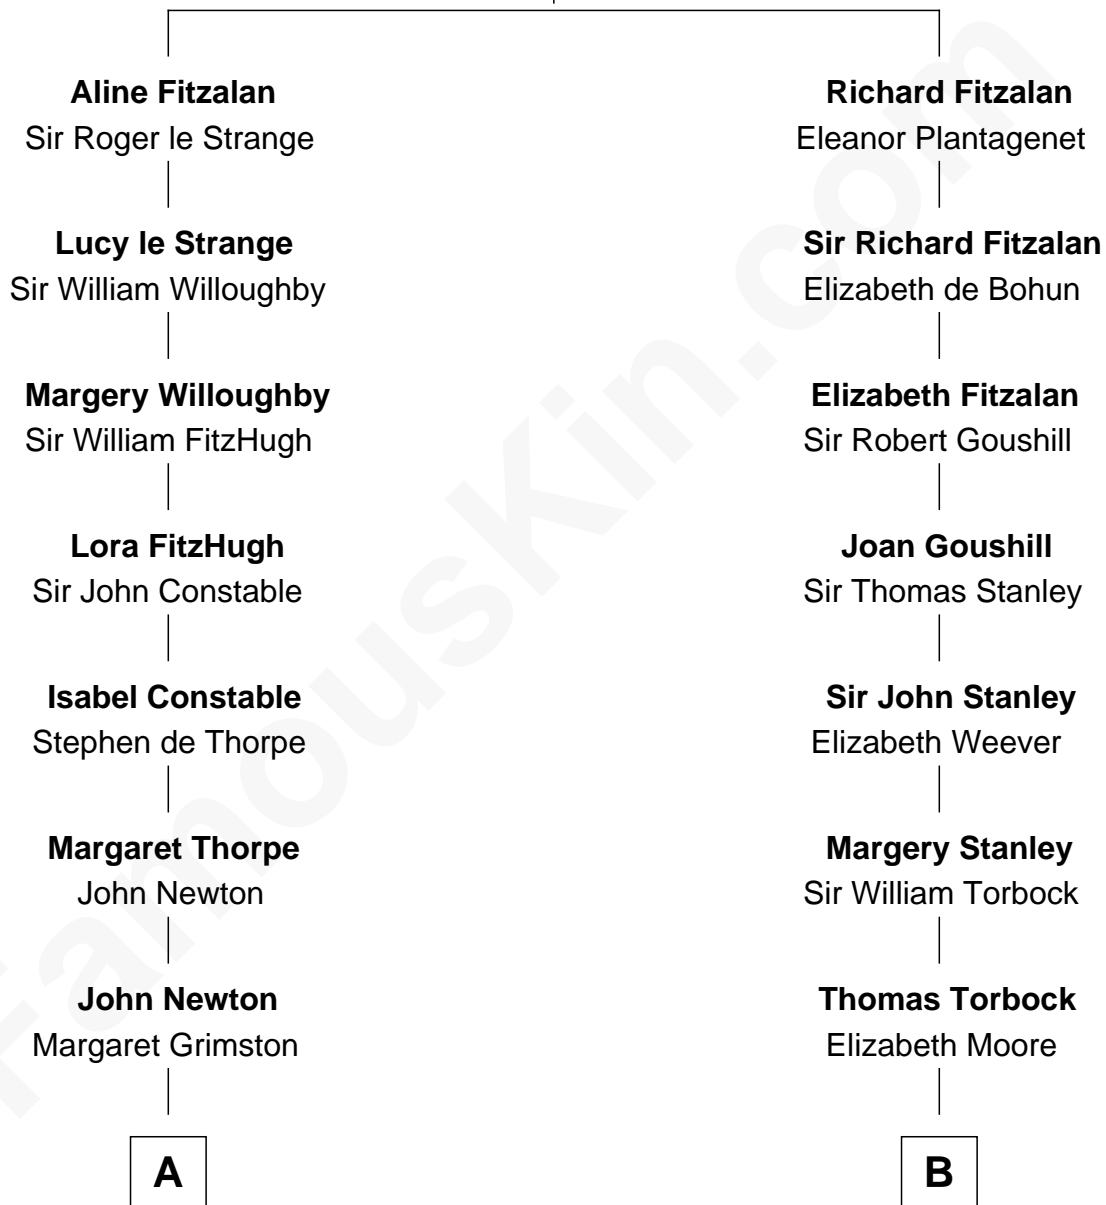 Aline Fitzalan
Sir Roger le Strange
Richard Fitzalan
Eleanor Plantagenet
Lucy le Strange
Sir William Willoughby
Sir Richard Fitzalan
Elizabeth de Bohun
Margery Willoughby
Sir William FitzHugh
Elizabeth Fitzalan
Sir Robert Goushill
Lora FitzHugh
Sir John Constable
Joan Goushill
Sir Thomas Stanley
Isabel Constable
Stephen de Thorpe
Sir John Stanley
Elizabeth Weever
Margaret Thorpe
John Newton
Margery Stanley
Sir William Torbock
John Newton
Margaret Grimston
Thomas Torbock
Elizabeth Moore
A
B
FamousKin.com